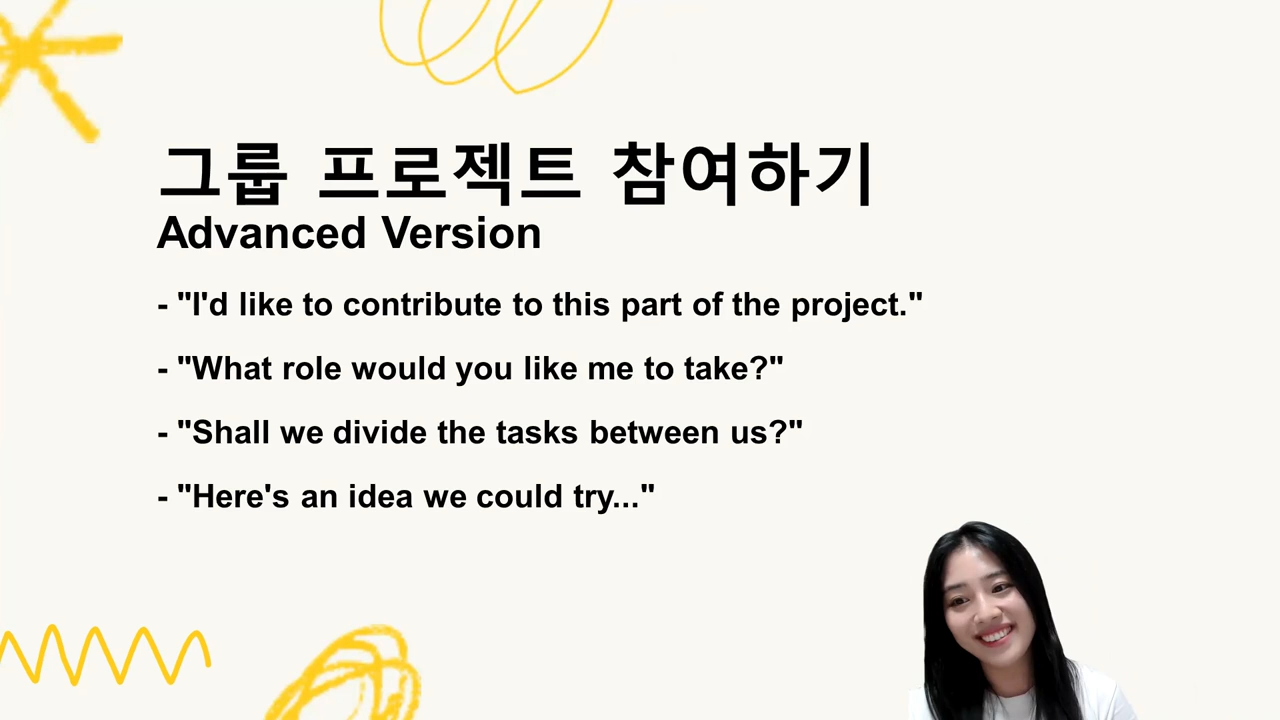 그룹 프로젝트 참여하기
Advanced Version
- "I'd like to contribute to this part of the project."
- "What role would you like me to take?"
- "Shall we divide the tasks between us?"
- "Here's an idea we could try..."